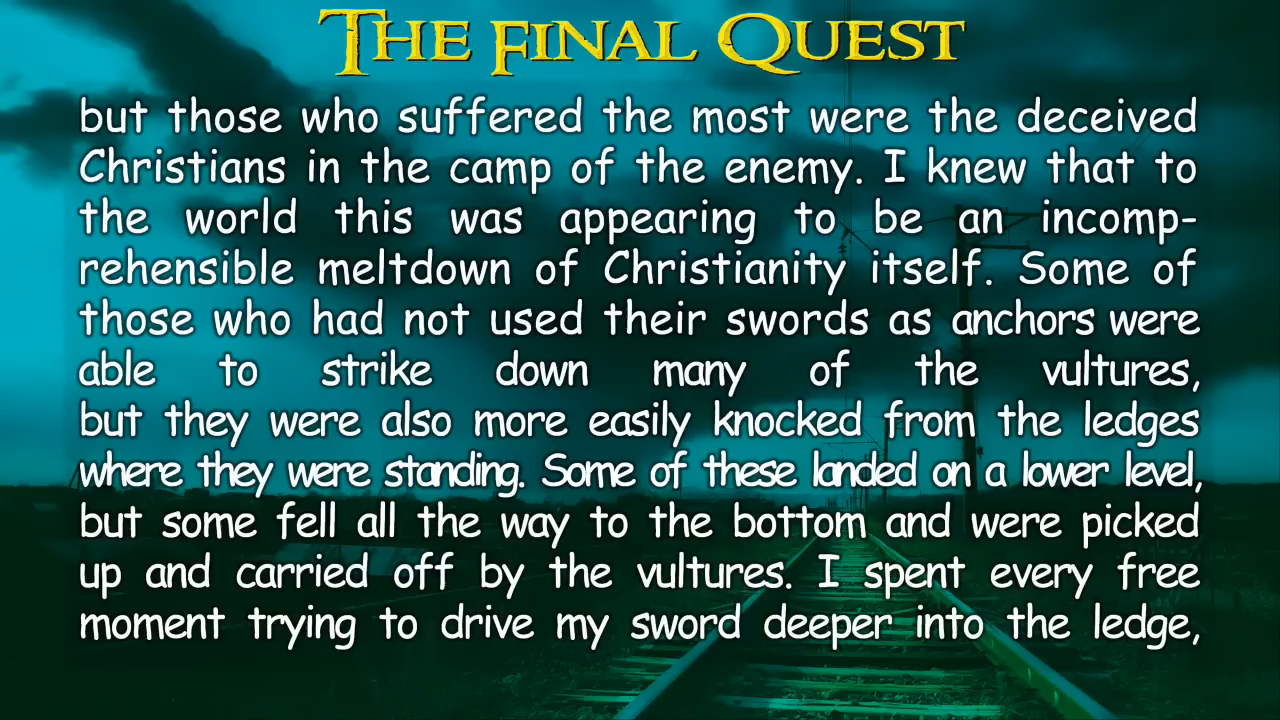 The Final Quest
but those who suffered the most were the deceived
Christians in the camp of the enemy. I knew that to
the world this was appearing to be an incomp-
rehensible meltdown of Christianity itself. Some of
those who had not used their swords as anchors were
able to strike down many of the vultures,
but they were also more easily knocked from the ledges
where they were standing. Some of these landed on a lower level,
but some fell all the way to the bottom and were picked
up and carried off by the vultures. I spent every free
moment trying to drive my sword deeper into the ledge,